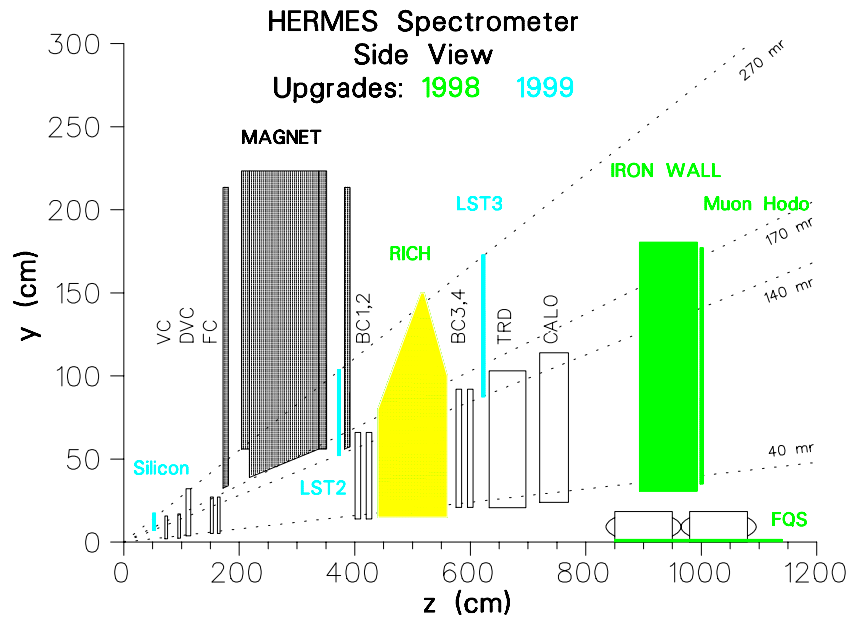 HERMES Spectrometer
Side View
Upgrades: 1998 1999
300
250
200
150
100
50
0
y (cm)
MAGNET
270 mr
IRON WALL
LST3
Muon Hodo
170 mr
RICH
140 mr
VC
DVC
FC
BC1,2
BC3,4
TRD
CALO
Silicon
LST2
40 mr
FQS
0 200 400 600 800 1000 1200
z (cm)